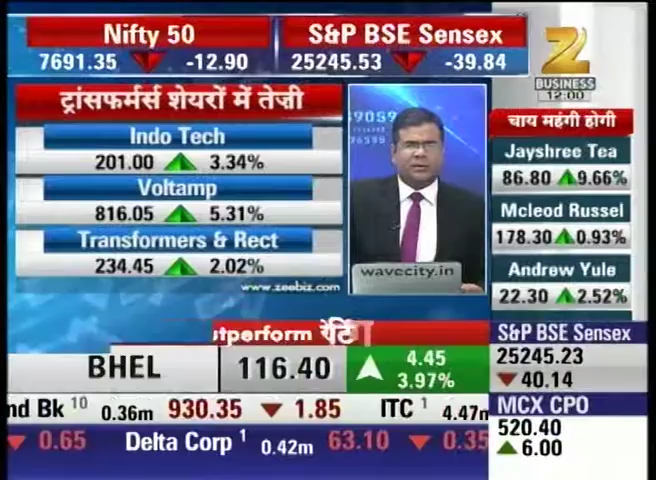 Nifty 50
7691.35 -12.90
S&P BSE Sensex
25245.53 -39.84
Z
BUSINESS
12:00
ट्रांसफर्मर्स शेयरों में तेज़ी
Indo Tech
201.00 3.34%
Voltamp
816.05 5.31%
Transformers & Rect
234.45 2.02%
www.zeebiz.com
wavecity.in
चाय महंगी होगी
Jayshree Tea
86.80 9.66%
Mcleod Russel
178.30 0.93%
Andrew Yule
22.30 2.52%
tperform रेटिंग
BHEL 116.40 4.45
3.97%
S&P BSE Sensex
25245.23
40.14
MCX CPO
520.40
6.00
nd Bk 10 0.36m 930.35 1.85 ITC 1 4.47m
0.65 Delta Corp 1 0.42m 63.10 0.35